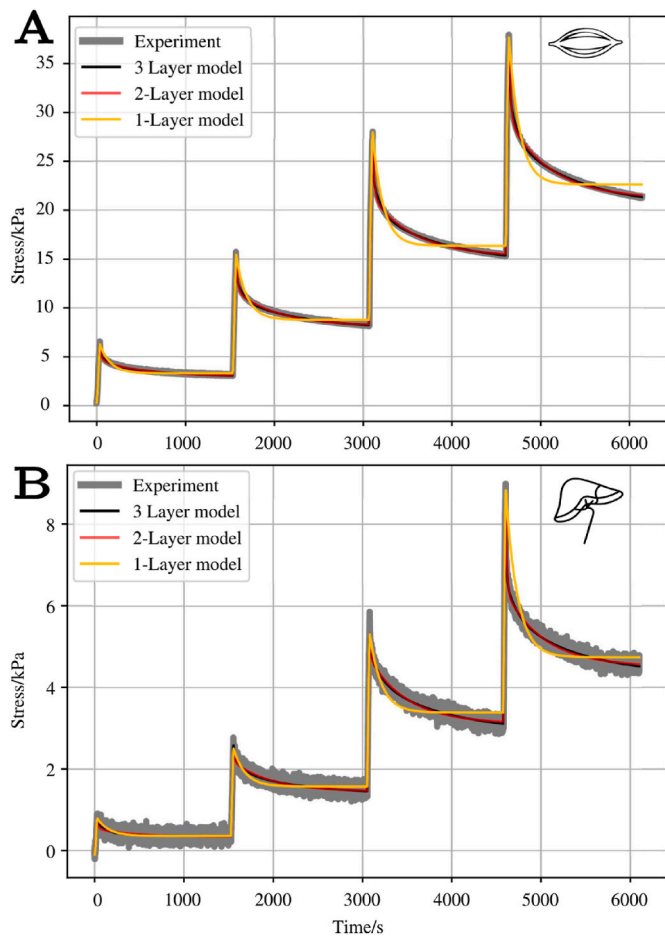 A
Experiment
3 Layer model
2-Layer model
1-Layer model
35
30
25
20
15
10
5
0
Stress/kPa
0 1000 2000 3000 4000 5000 6000
B
Experiment
3 Layer model
2-Layer model
1-Layer model
8
6
4
2
0
Stress/kPa
0 1000 2000 3000 4000 5000 6000
Time/s